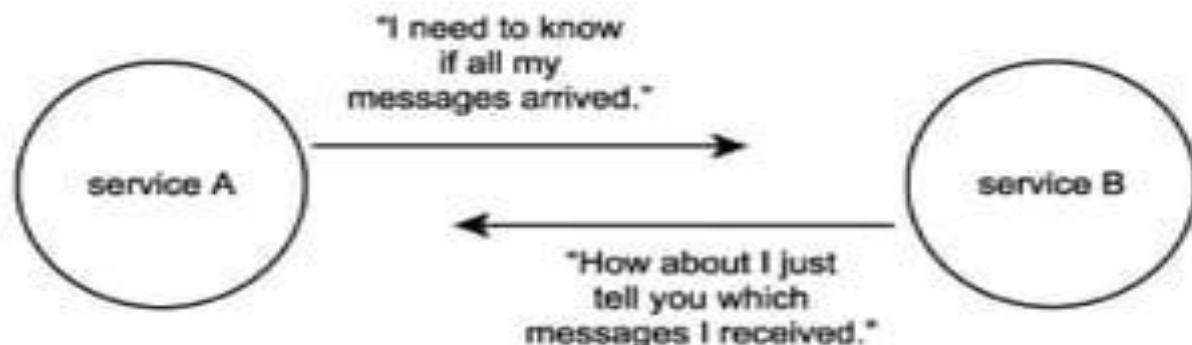 "I need to know
if all my
messages arrived."
service A
service B
"How about I just
tell you which
messages I received."